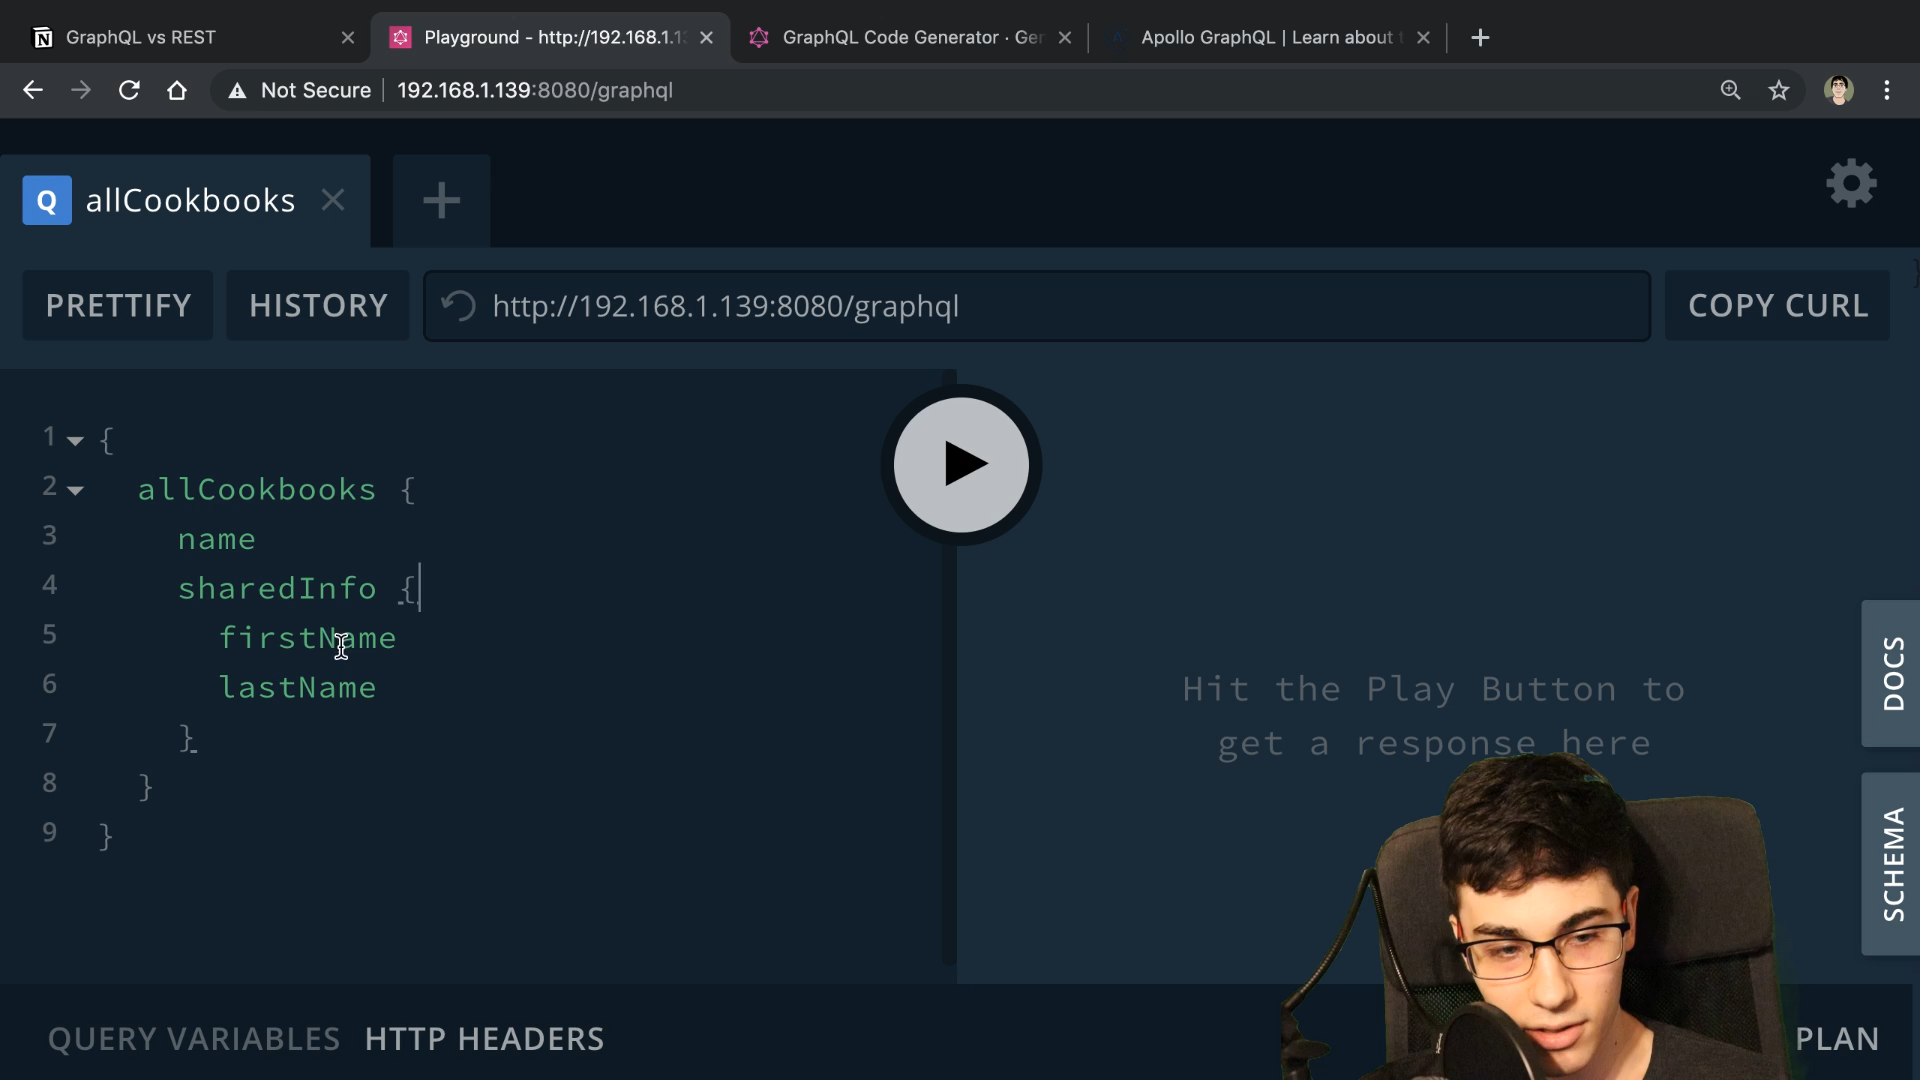 GraphQL vs REST
Playground - http://192.168.1.13
GraphQL Code Generator · Ger
Apollo GraphQL | Learn about t
Not Secure
192.168.1.139:8080/graphql
Q allCookbooks
PRETTIFY
HISTORY
http://192.168.1.139:8080/graphql
COPY CURL
1 {
2 allCookbooks {
3 name
4 sharedInfo {
5 firstName
6 lastName
7 }
8 }
9 }
Hit the Play Button to
get a response here
DOCS
SCHEMA
QUERY VARIABLES
HTTP HEADERS
PLAN